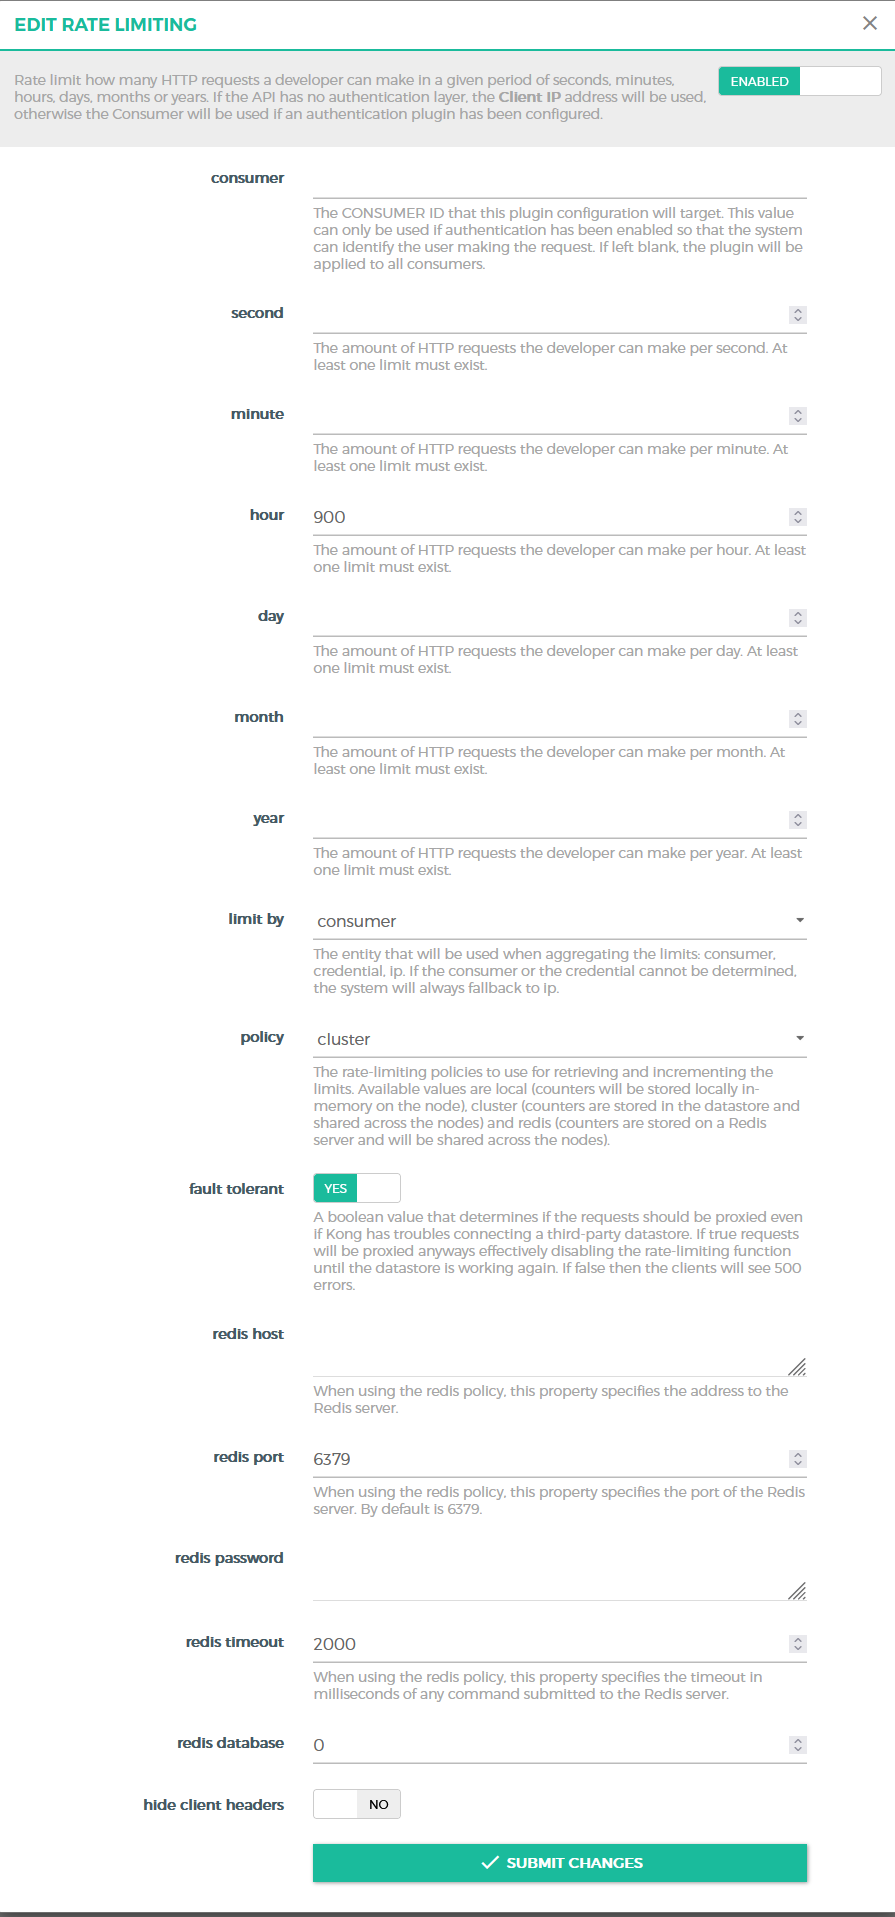 EDIT RATE LIMITING
Rate limit how many HTTP requests a developer can make in a given period of seconds, minutes,
hours, days, months or years. If the API has no authentication layer, the Client IP address will be used,
otherwise the Consumer will be used if an authentication plugin has been configured.
ENABLED
consumer
The CONSUMER ID that this plugin configuration will target. This value
can only be used if authentication has been enabled so that the system
can identify the user making the request. If left blank, the plugin will be
applied to all consumers.
second
The amount of HTTP requests the developer can make per second. At
least one limit must exist.
minute
The amount of HTTP requests the developer can make per minute. At
least one limit must exist.
hour
900
The amount of HTTP requests the developer can make per hour. At least
one limit must exist.
day
The amount of HTTP requests the developer can make per day. At least
one limit must exist.
month
The amount of HTTP requests the developer can make per month. At
least one limit must exist.
year
The amount of HTTP requests the developer can make per year. At least
one limit must exist.
limit by
consumer
The entity that will be used when aggregating the limits: consumer,
credential, ip. If the consumer or the credential cannot be determined,
the system will always fallback to ip.
policy
cluster
The rate-limiting policies to use for retrieving and incrementing the
limits. Available values are local (counters will be stored locally in-
memory on the node), cluster (counters are stored in the datastore and
shared across the nodes) and redis (counters are stored on a Redis
server and will be shared across the nodes).
fault tolerant
YES
A boolean value that determines if the requests should be proxied even
if Kong has troubles connecting a third-party datastore. If true requests
will be proxied anyways effectively disabling the rate-limiting function
until the datastore is working again. If false then the clients will see 500
errors.
redis host
When using the redis policy, this property specifies the address to the
Redis server.
redis port
6379
When using the redis policy, this property specifies the port of the Redis
server. By default is 6379.
redis password
redis timeout
2000
When using the redis policy, this property specifies the timeout in
milliseconds of any command submitted to the Redis server.
redis database
0
hide client headers
NO
SUBMIT CHANGES